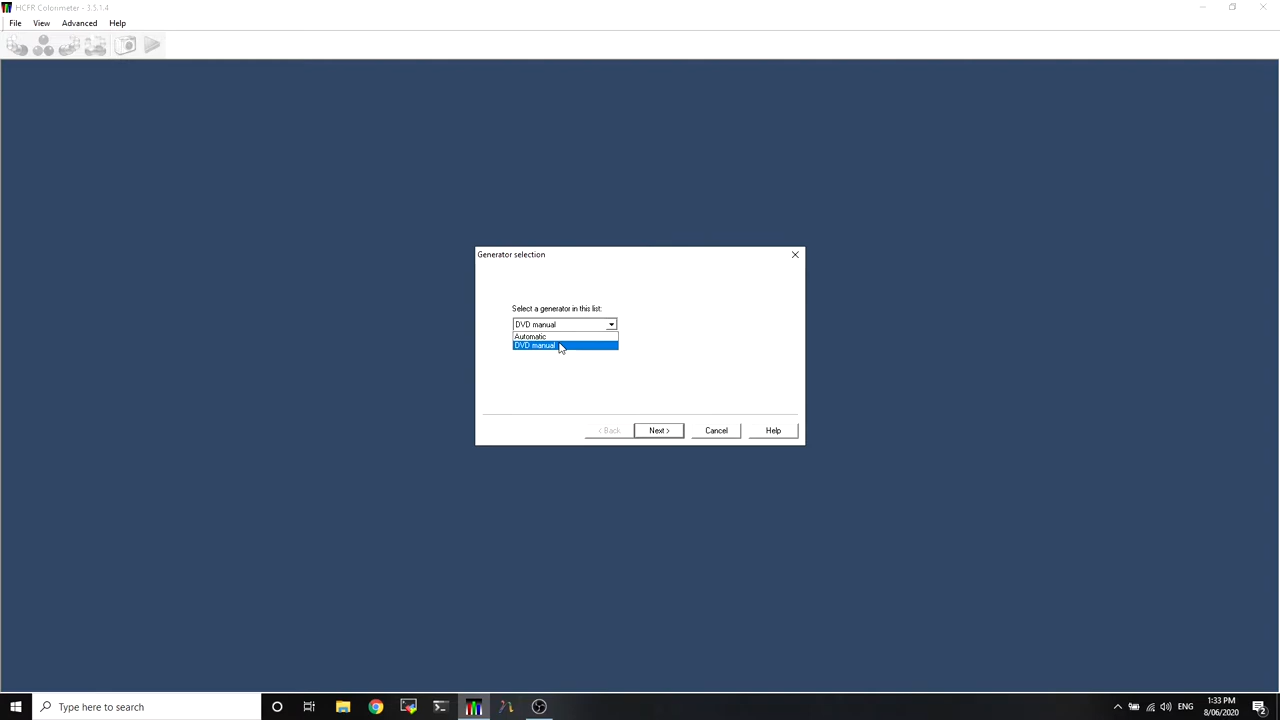 HCFR Colorimeter - 3.5.1.4
File View Advanced Help
Generator selection
Select a generator in this list:
DVD manual
Automatic
DVD manual
< Back Next > Cancel Help
Type here to search
ENG
1:33 PM
8/06/2020
2